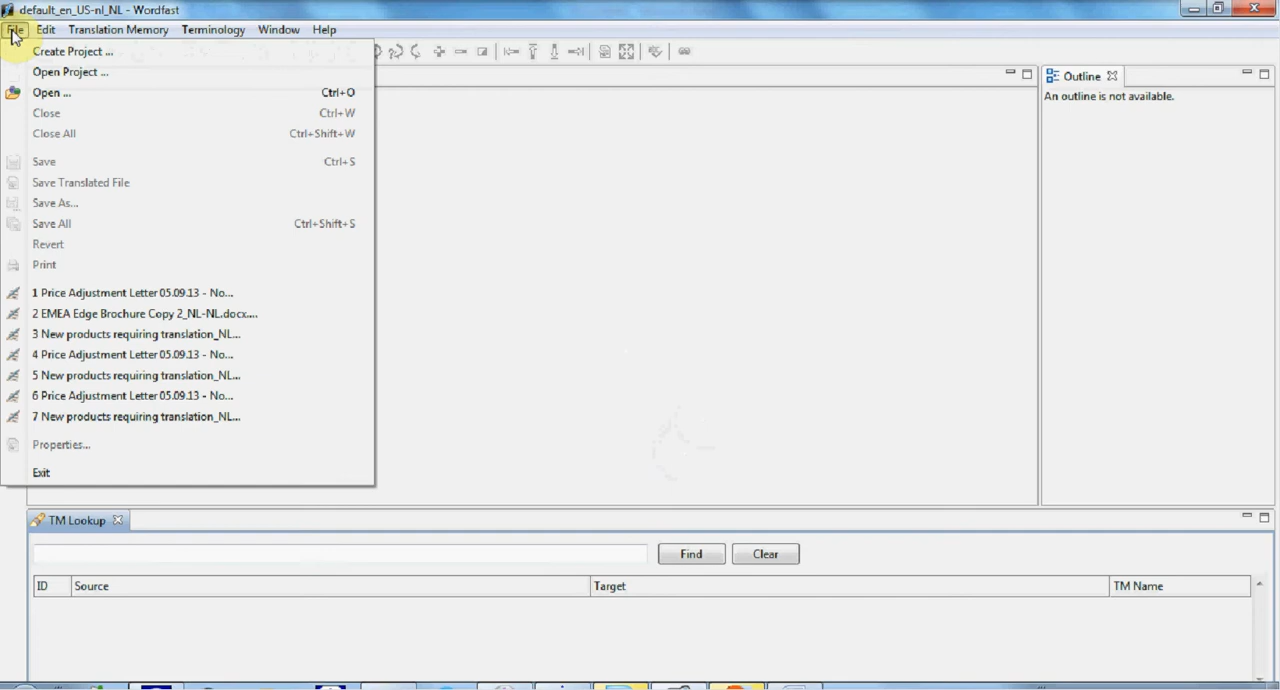 default_en_US-nl_NL - Wordfast
File Edit Translation Memory Terminology Window Help
Create Project ...
Open Project ...
Open ... Ctrl+O
Close Ctrl+W
Close All Ctrl+Shift+W
Save Ctrl+S
Save Translated File
Save As...
Save All Ctrl+Shift+S
Revert
Print
1 Price Adjustment Letter 05.09.13 - No...
2 EMEA Edge Brochure Copy 2_NL-NL.docx....
3 New products requiring translation_NL...
4 Price Adjustment Letter 05.09.13 - No...
5 New products requiring translation_NL...
6 Price Adjustment Letter 05.09.13 - No...
7 New products requiring translation_NL...
Properties...
Exit
Outline
An outline is not available.
TM Lookup
Find Clear
ID Source Target TM Name